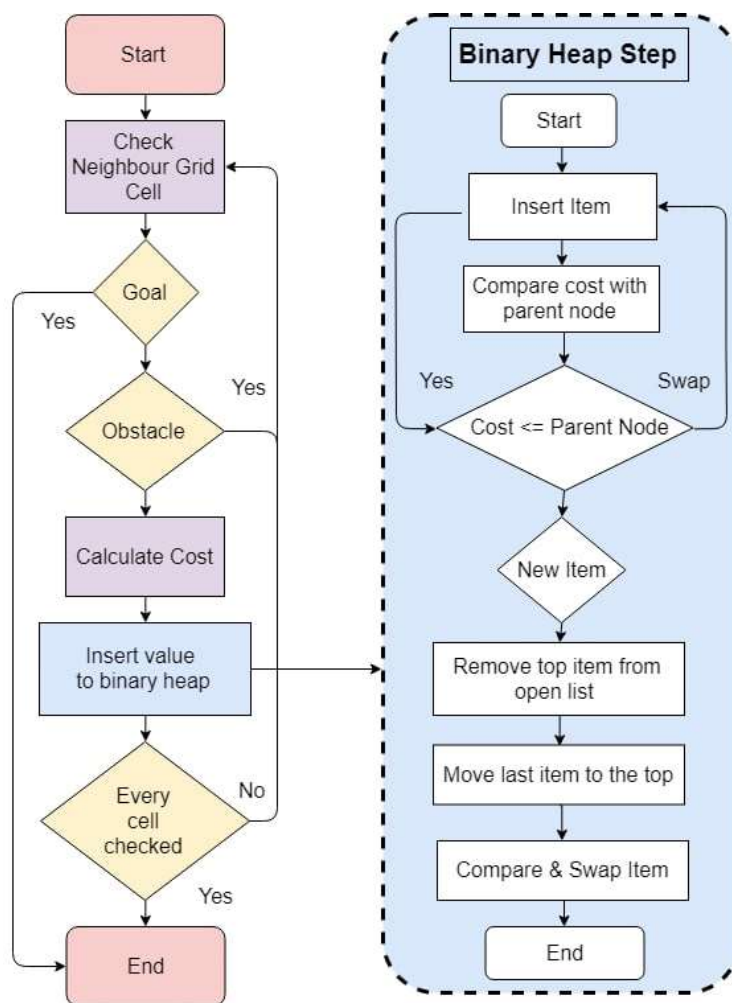 Start
Check
Neighbour Grid
Cell
Goal
Yes
Yes
Obstacle
Calculate Cost
Insert value
to binary heap
Every
cell
checked
No
Yes
End
Binary Heap Step
Start
Insert Item
Compare cost with
parent node
Yes
Swap
Cost <= Parent Node
New Item
Remove top item from
open list
Move last item to the top
Compare & Swap Item
End